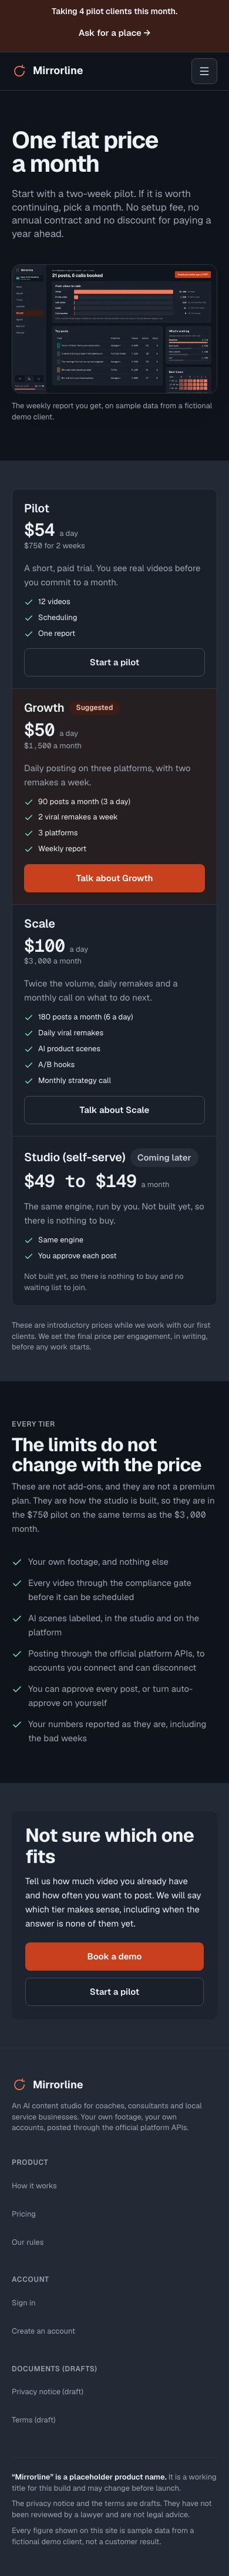 Taking 4 pilot clients this month.
Ask for a price →
Mirrorline
One flat price
a month
Start with a two-week pilot. If it is worth
continuing, pick a month. No setup fee, no
annual contract and no discount for paying a
year ahead.
21 posts, 6 calls booked
The weekly report you get, on sample data from a fictional
demo client.
Pilot
$54 a day
$750 for 2 weeks
A short, paid trial. You see real videos before
you commit to a month.
12 videos
Scheduling
One report
Start a pilot
Growth Suggested
$50 a day
$1,500 a month
Daily posting on three platforms, with two
remakes a week.
90 posts a month (3 a day)
2 viral remakes a week
3 platforms
Weekly report
Talk about Growth
Scale
$100 a day
$3,000 a month
Twice the volume, daily remakes and a
monthly call on what to do next.
180 posts a month (6 a day)
Daily viral remakes
AI product scenes
A/B hooks
Monthly strategy call
Talk about Scale
Studio (self-serve) Coming later
$49 to $149 a month
The same engine, run by you. Not built yet, so
there is nothing to buy.
Same engine
You approve each post
Not built yet, so there is nothing to buy and no
waiting list to join.
These are introductory prices while we work with our first
clients. We set the final price per engagement, in writing,
before any work starts.
EVERY TIER
The limits do not
change with the price
These are not add-ons, and they are not a premium
plan. They are how the studio is built, so they are in
the $750 pilot on the same terms as the $3,000
month.
Your own footage, and nothing else
Every video through the compliance gate
before it can be scheduled
AI scenes labelled, in the studio and on the
platform
Posting through the official platform APIs, to
accounts you connect and can disconnect
You can approve every post, or turn auto-
approve on yourself
Your numbers reported as they are, including
the bad weeks
Not sure which one
fits
Tell us how much video you already have
and how often you want to post. We will say
which tier makes sense, including when the
answer is none of them yet.
Book a demo
Start a pilot
Mirrorline
An AI content studio for coaches, consultants and local
service businesses. Your own footage, your own
accounts, posted through the official platform APIs.
PRODUCT
How it works
Pricing
Our rules
ACCOUNT
Sign in
Create an account
DOCUMENTS (DRAFTS)
Privacy notice (draft)
Terms (draft)
“Mirrorline” is a placeholder product name. It is a working
title for this build and may change before launch.
The privacy notice and the terms are drafts. They have not
been reviewed by a lawyer and are not legal advice.
Every figure shown on this site is sample data from a
fictional demo client, not a customer result.